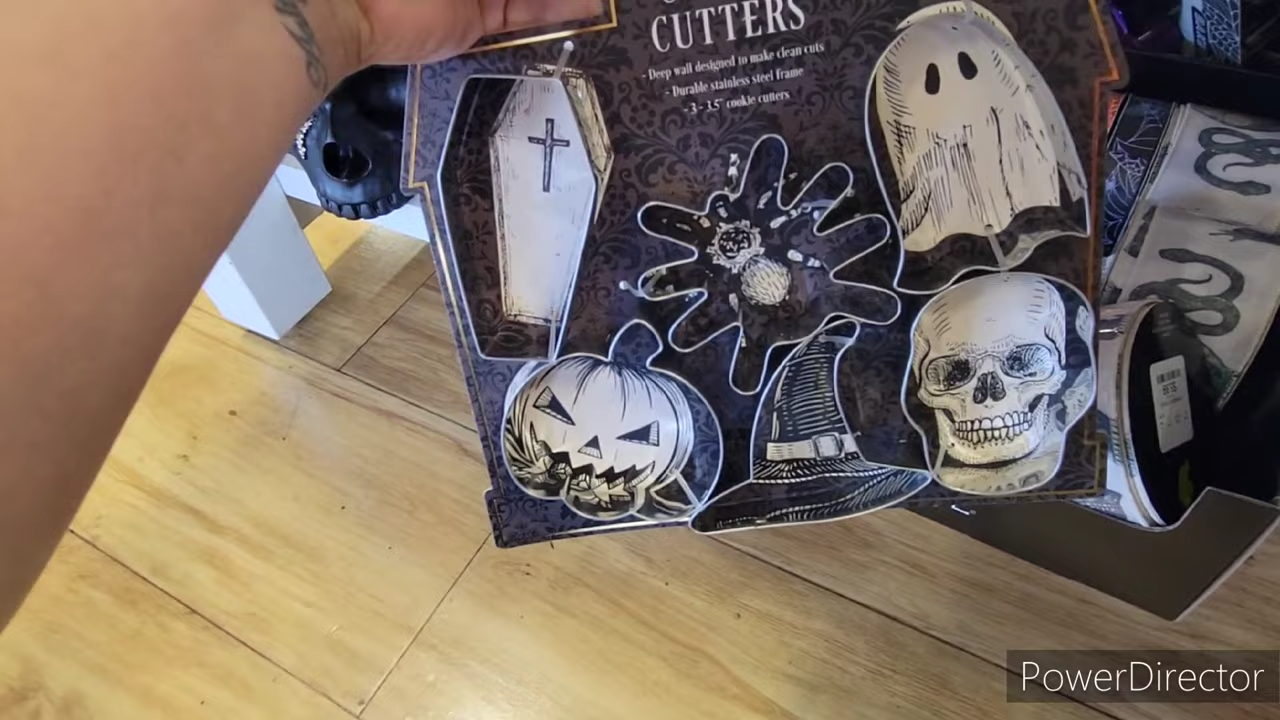 CUTTERS
- Deep wall designed to make clean cuts
- Durable stainless steel frame
- 3 - 3.5" cookie cutters
PowerDirector